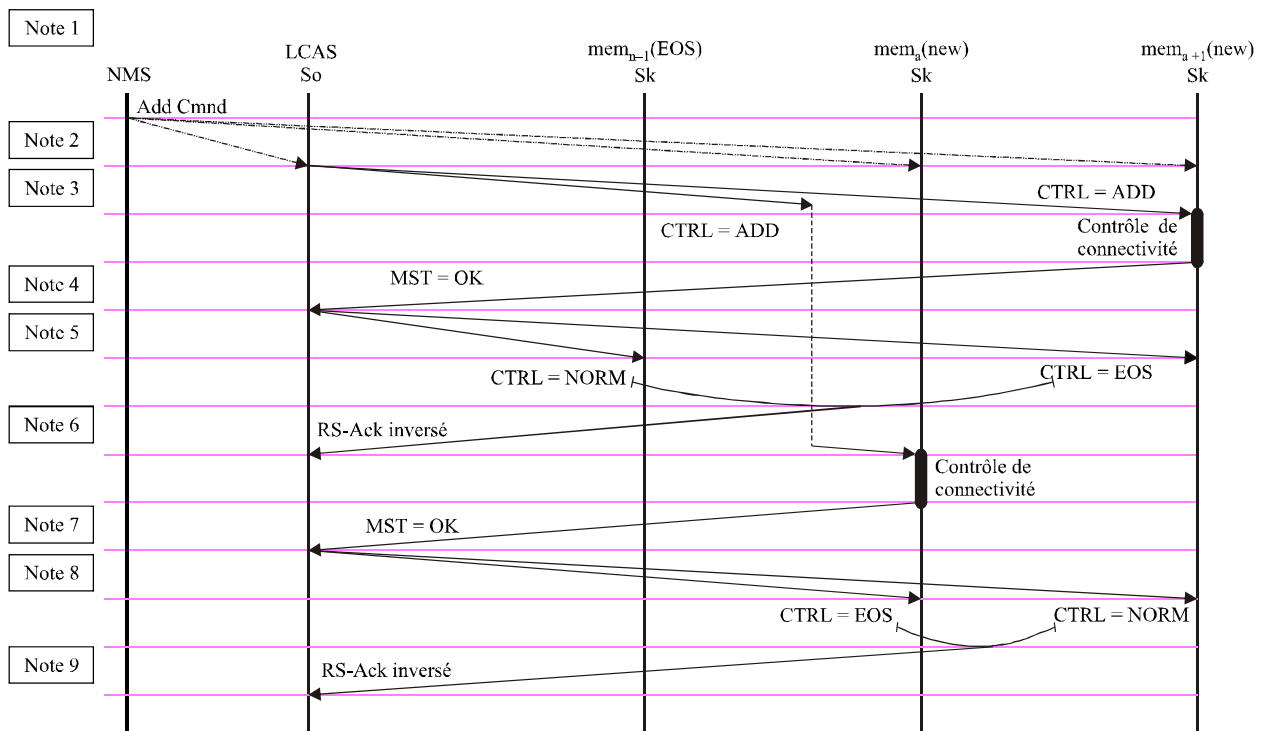 Note 1
LCAS
So
memn–1(EOS)
Sk
mema(new)
Sk
mema +1(new)
Sk
NMS
Add Cmnd
Note 2
Note 3
CTRL = ADD
CTRL = ADD
Contrôle de
connectivité
Note 4
MST = OK
Note 5
CTRL = NORM
CTRL = EOS
Note 6
RS-Ack inversé
Contrôle de
connectivité
Note 7
MST = OK
Note 8
CTRL = EOS
CTRL = NORM
Note 9
RS-Ack inversé